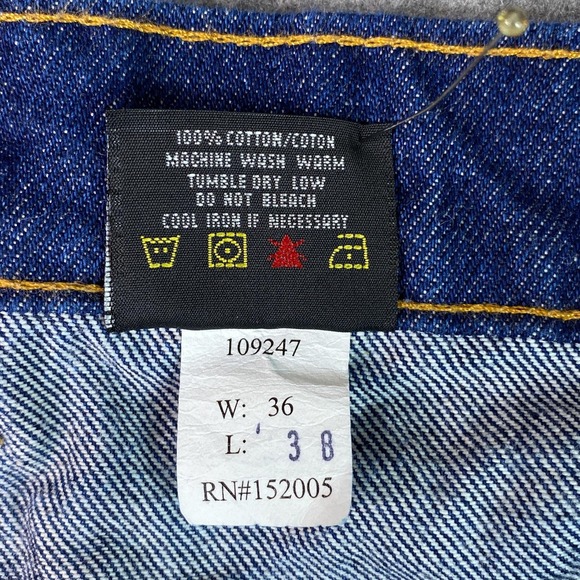 100% COTTON/COTON
MACHINE WASH WARM
TUMBLE DRY LOW
DO NOT BLEACH
COOL IRON IF NECESSARY
109247
W: 36
L: 38
RN#152005